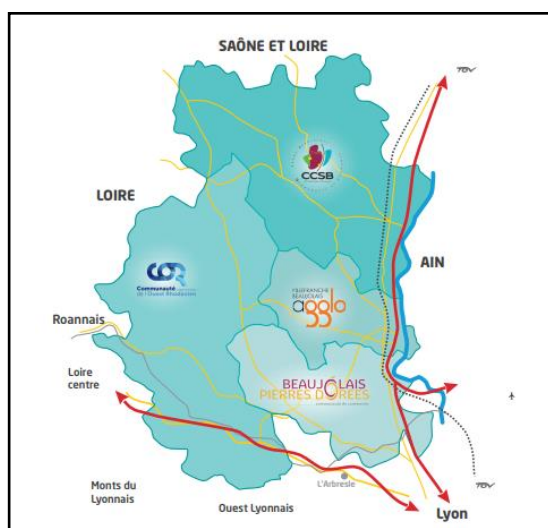 SAÔNE ET LOIRE
TGV
CCSB
LOIRE
AIN
COR
Communauté
de l'Ouest Rhodanien
VILLEFRANCHE
BEAUJOLAIS
agglo
Roannais
Loire
centre
BEAUJOLAIS
PIERRES DORÉES
L'Arbresle
Monts du
Lyonnais
Ouest Lyonnais
TGV
Lyon